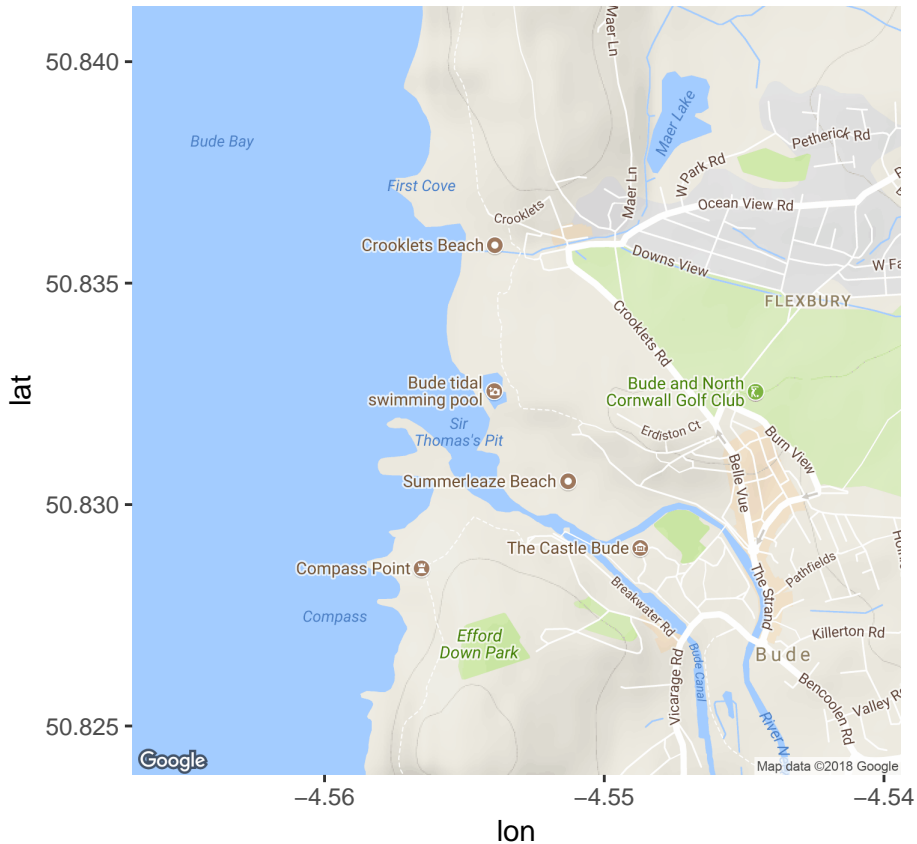 50.840
50.835
50.830
50.825
lat
−4.56
−4.55
−4.54
lon
Maer Ln
Maer Lake
Petherick Rd
Bude Bay
W Park Rd
First Cove
Maer Ln
Ocean View Rd
Crooklets
Crooklets Beach
Downs View
W Fa
FLEXBURY
Crooklets Rd
Bude tidal
swimming pool
Bude and North
Cornwall Golf Club
Sir
Thomas's Pit
Erdiston Ct
Burn View
Belle Vue
Summerleaze Beach
The Castle Bude
Compass Point
Pathfields
The Strand
Breakwater Rd
Compass
Efford
Down Park
Killerton Rd
Bude
Vicarage Rd
Bude Canal
Bencoolen Rd
Valley Rd
River N
Google
Map data ©2018 Google